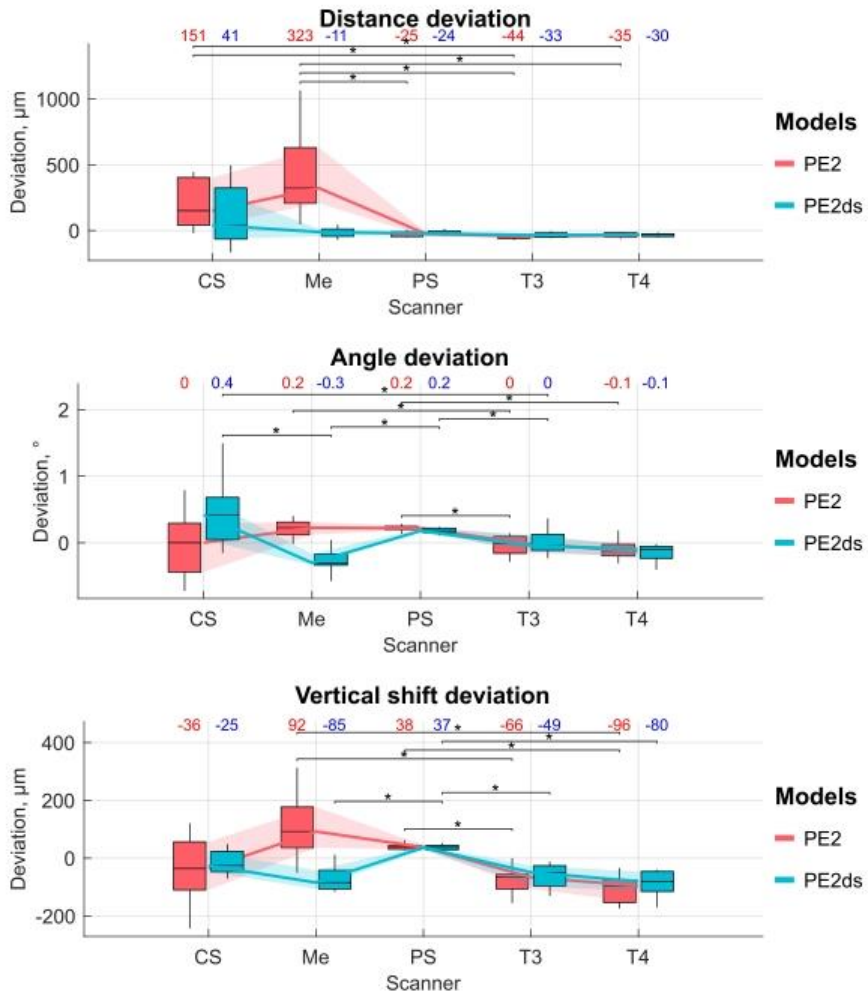 Distance deviation
151 41 323 -11 -25 -24 -44 -33 -35 -30
*
*
*
*
*
1000
500
0
Deviation, µm
CS Me PS T3 T4
Scanner
Models
PE2
PE2ds
Angle deviation
0 0.4 0.2 -0.3 0.2 0.2 0 0 -0.1 -0.1
*
*
*
*
* *
*
2
1
0
Deviation, °
CS Me PS T3 T4
Scanner
Models
PE2
PE2ds
Vertical shift deviation
-36 -25 92 -85 38 37 -66 -49 -96 -80
*
*
*
*
*
*
*
400
200
0
-200
Deviation, µm
CS Me PS T3 T4
Scanner
Models
PE2
PE2ds